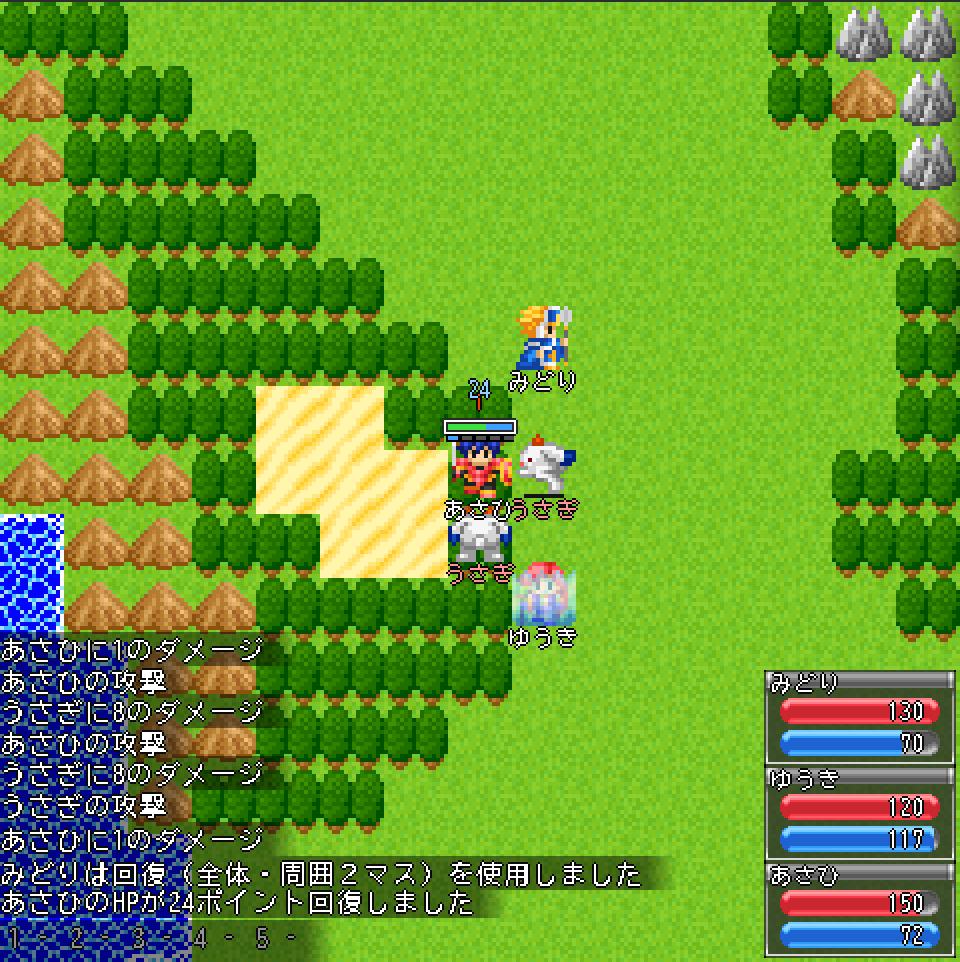 みどり
24
あさひ
うさぎ
うさぎ
ゆうき
あさひに1のダメージ
あさひの攻撃
うさぎに8のダメージ
あさひの攻撃
うさぎに8のダメージ
うさぎの攻撃
あさひに1のダメージ
みどりは回復（全体・周囲２マス）を使用しました
あさひのHPが24ポイント回復しました
1 - 2 - 3 - 4 - 5 -
みどり
130
70
ゆうき
120
117
あさひ
150
72